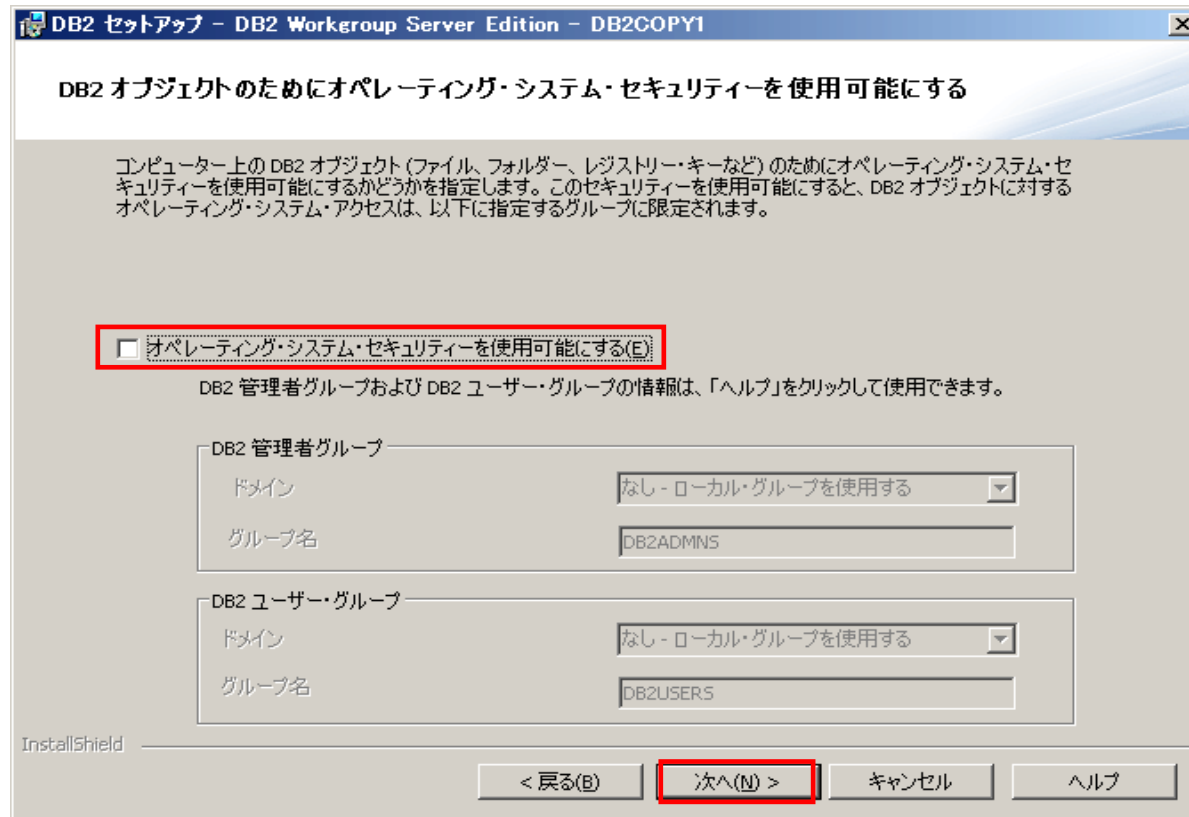 DB2 セットアップ - DB2 Workgroup Server Edition - DB2COPY1
DB2 オブジェクトのためにオペレーティング・システム・セキュリティーを使用可能にする
コンピューター上の DB2 オブジェクト (ファイル、フォルダー、レジストリー・キーなど) のためにオペレーティング・システム・セ
キュリティーを使用可能にするかどうかを指定します。このセキュリティーを使用可能にすると、DB2 オブジェクトに対する
オペレーティング・システム・アクセスは、以下に指定するグループに限定されます。
オペレーティング・システム・セキュリティーを使用可能にする(E)
DB2 管理者グループおよび DB2 ユーザー・グループの情報は、「ヘルプ」をクリックして使用できます。
DB2 管理者グループ
ドメイン なし - ローカル・グループを使用する
グループ名 DB2ADMNS
DB2 ユーザー・グループ
ドメイン なし - ローカル・グループを使用する
グループ名 DB2USERS
InstallShield
< 戻る(B) 次へ(N) > キャンセル ヘルプ